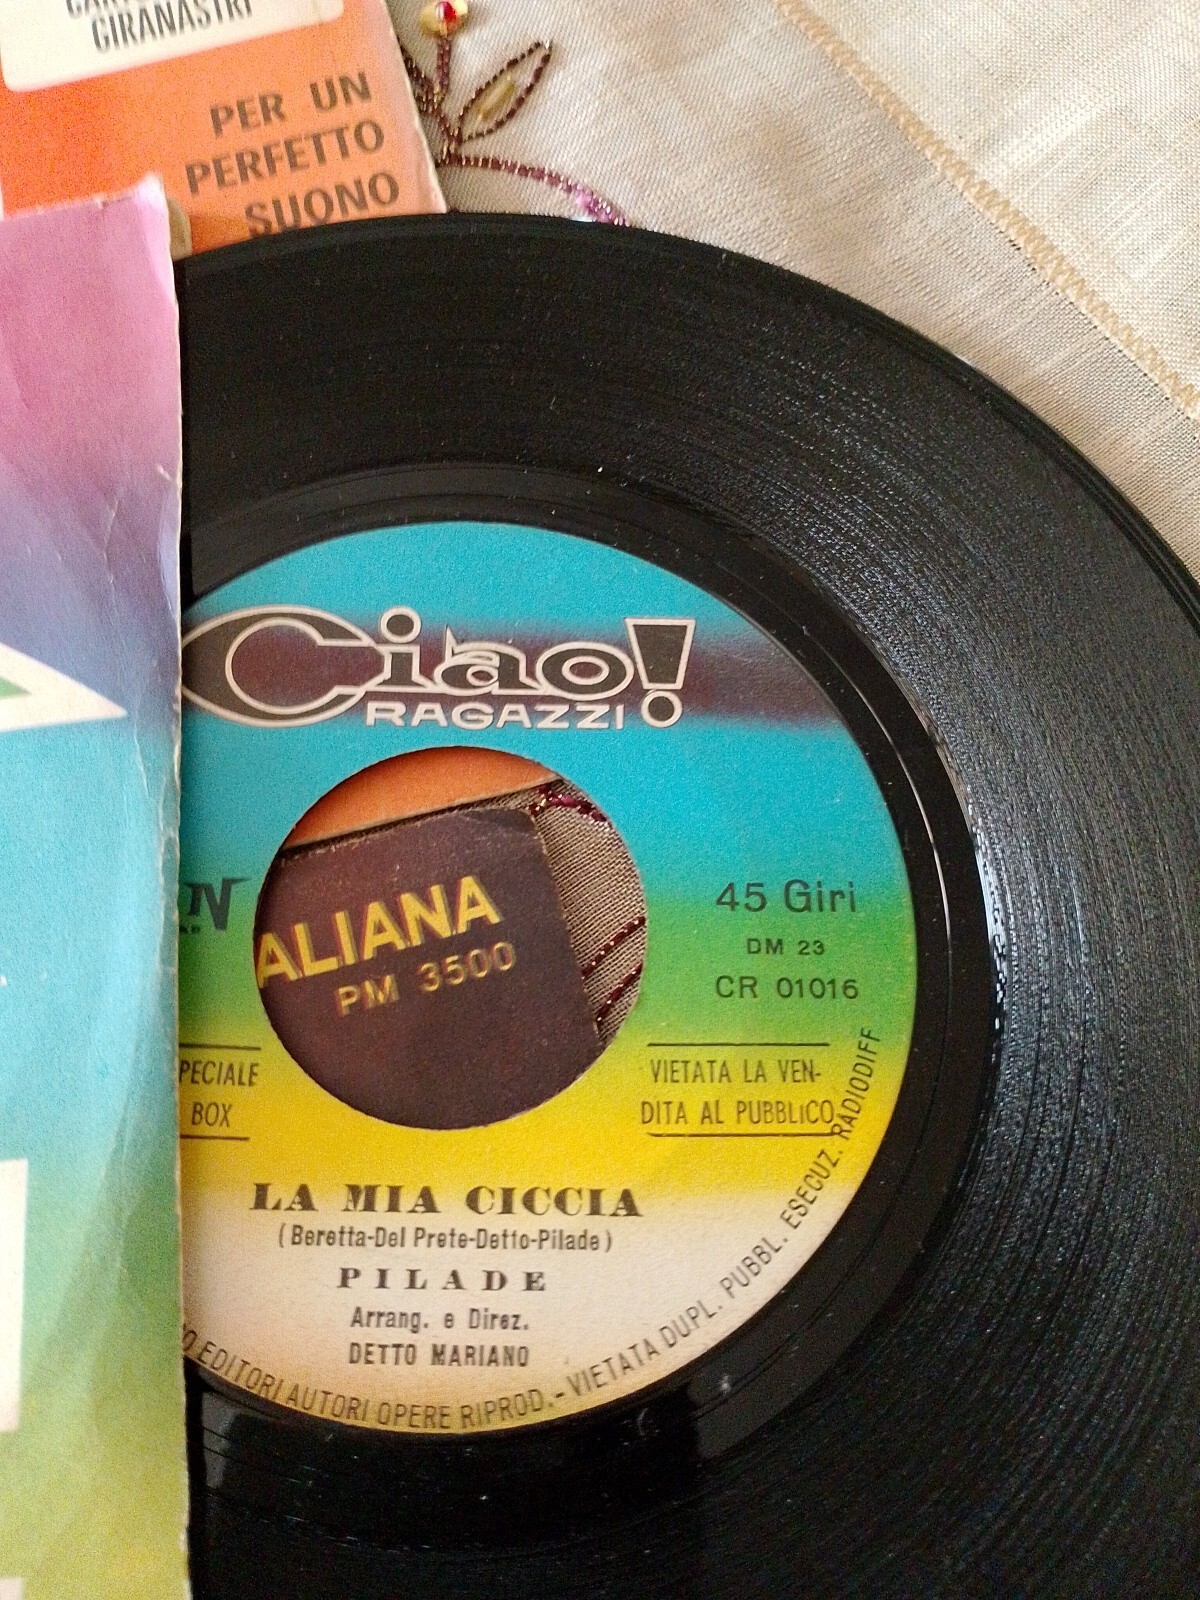 GIRANASTRI
PER UN
PERFETTO
SUONO
Ciao!
RAGAZZI
45 Giri
DM 23
CR 01016
ALIANA
PM 3500
PECIALE
BOX
VIETATA LA VEN-
DITA AL PUBBLICO
LA MIA CICCIA
(Beretta-Del Prete-Detto-Pilade)
PILADE
Arrang. e Direz.
DETTO MARIANO
EDITORI AUTORI OPERE RIPROD. - VIETATA DUPL. PUBBL. ESECUZ. RADIODIFF